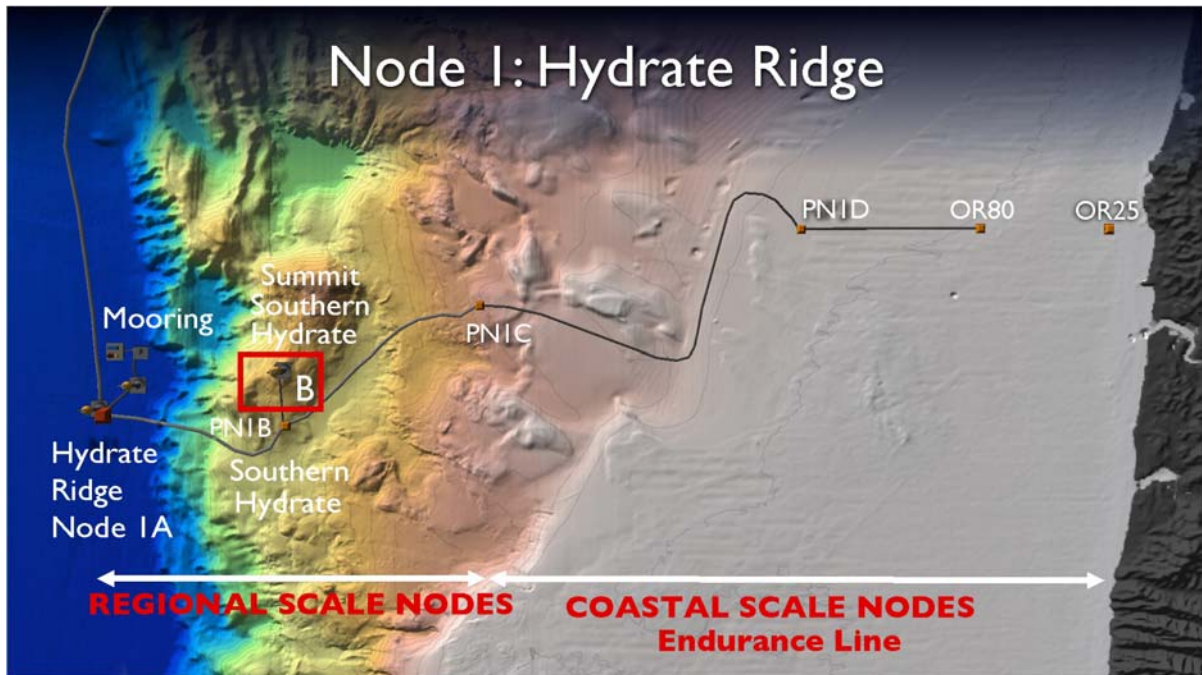 Node 1: Hydrate Ridge
PN1D
OR80
OR25
Summit
Southern
Hydrate
Mooring
PN1C
B
PN1B
Hydrate
Ridge
Node 1A
Southern
Hydrate
REGIONAL SCALE NODES
COASTAL SCALE NODES
Endurance Line